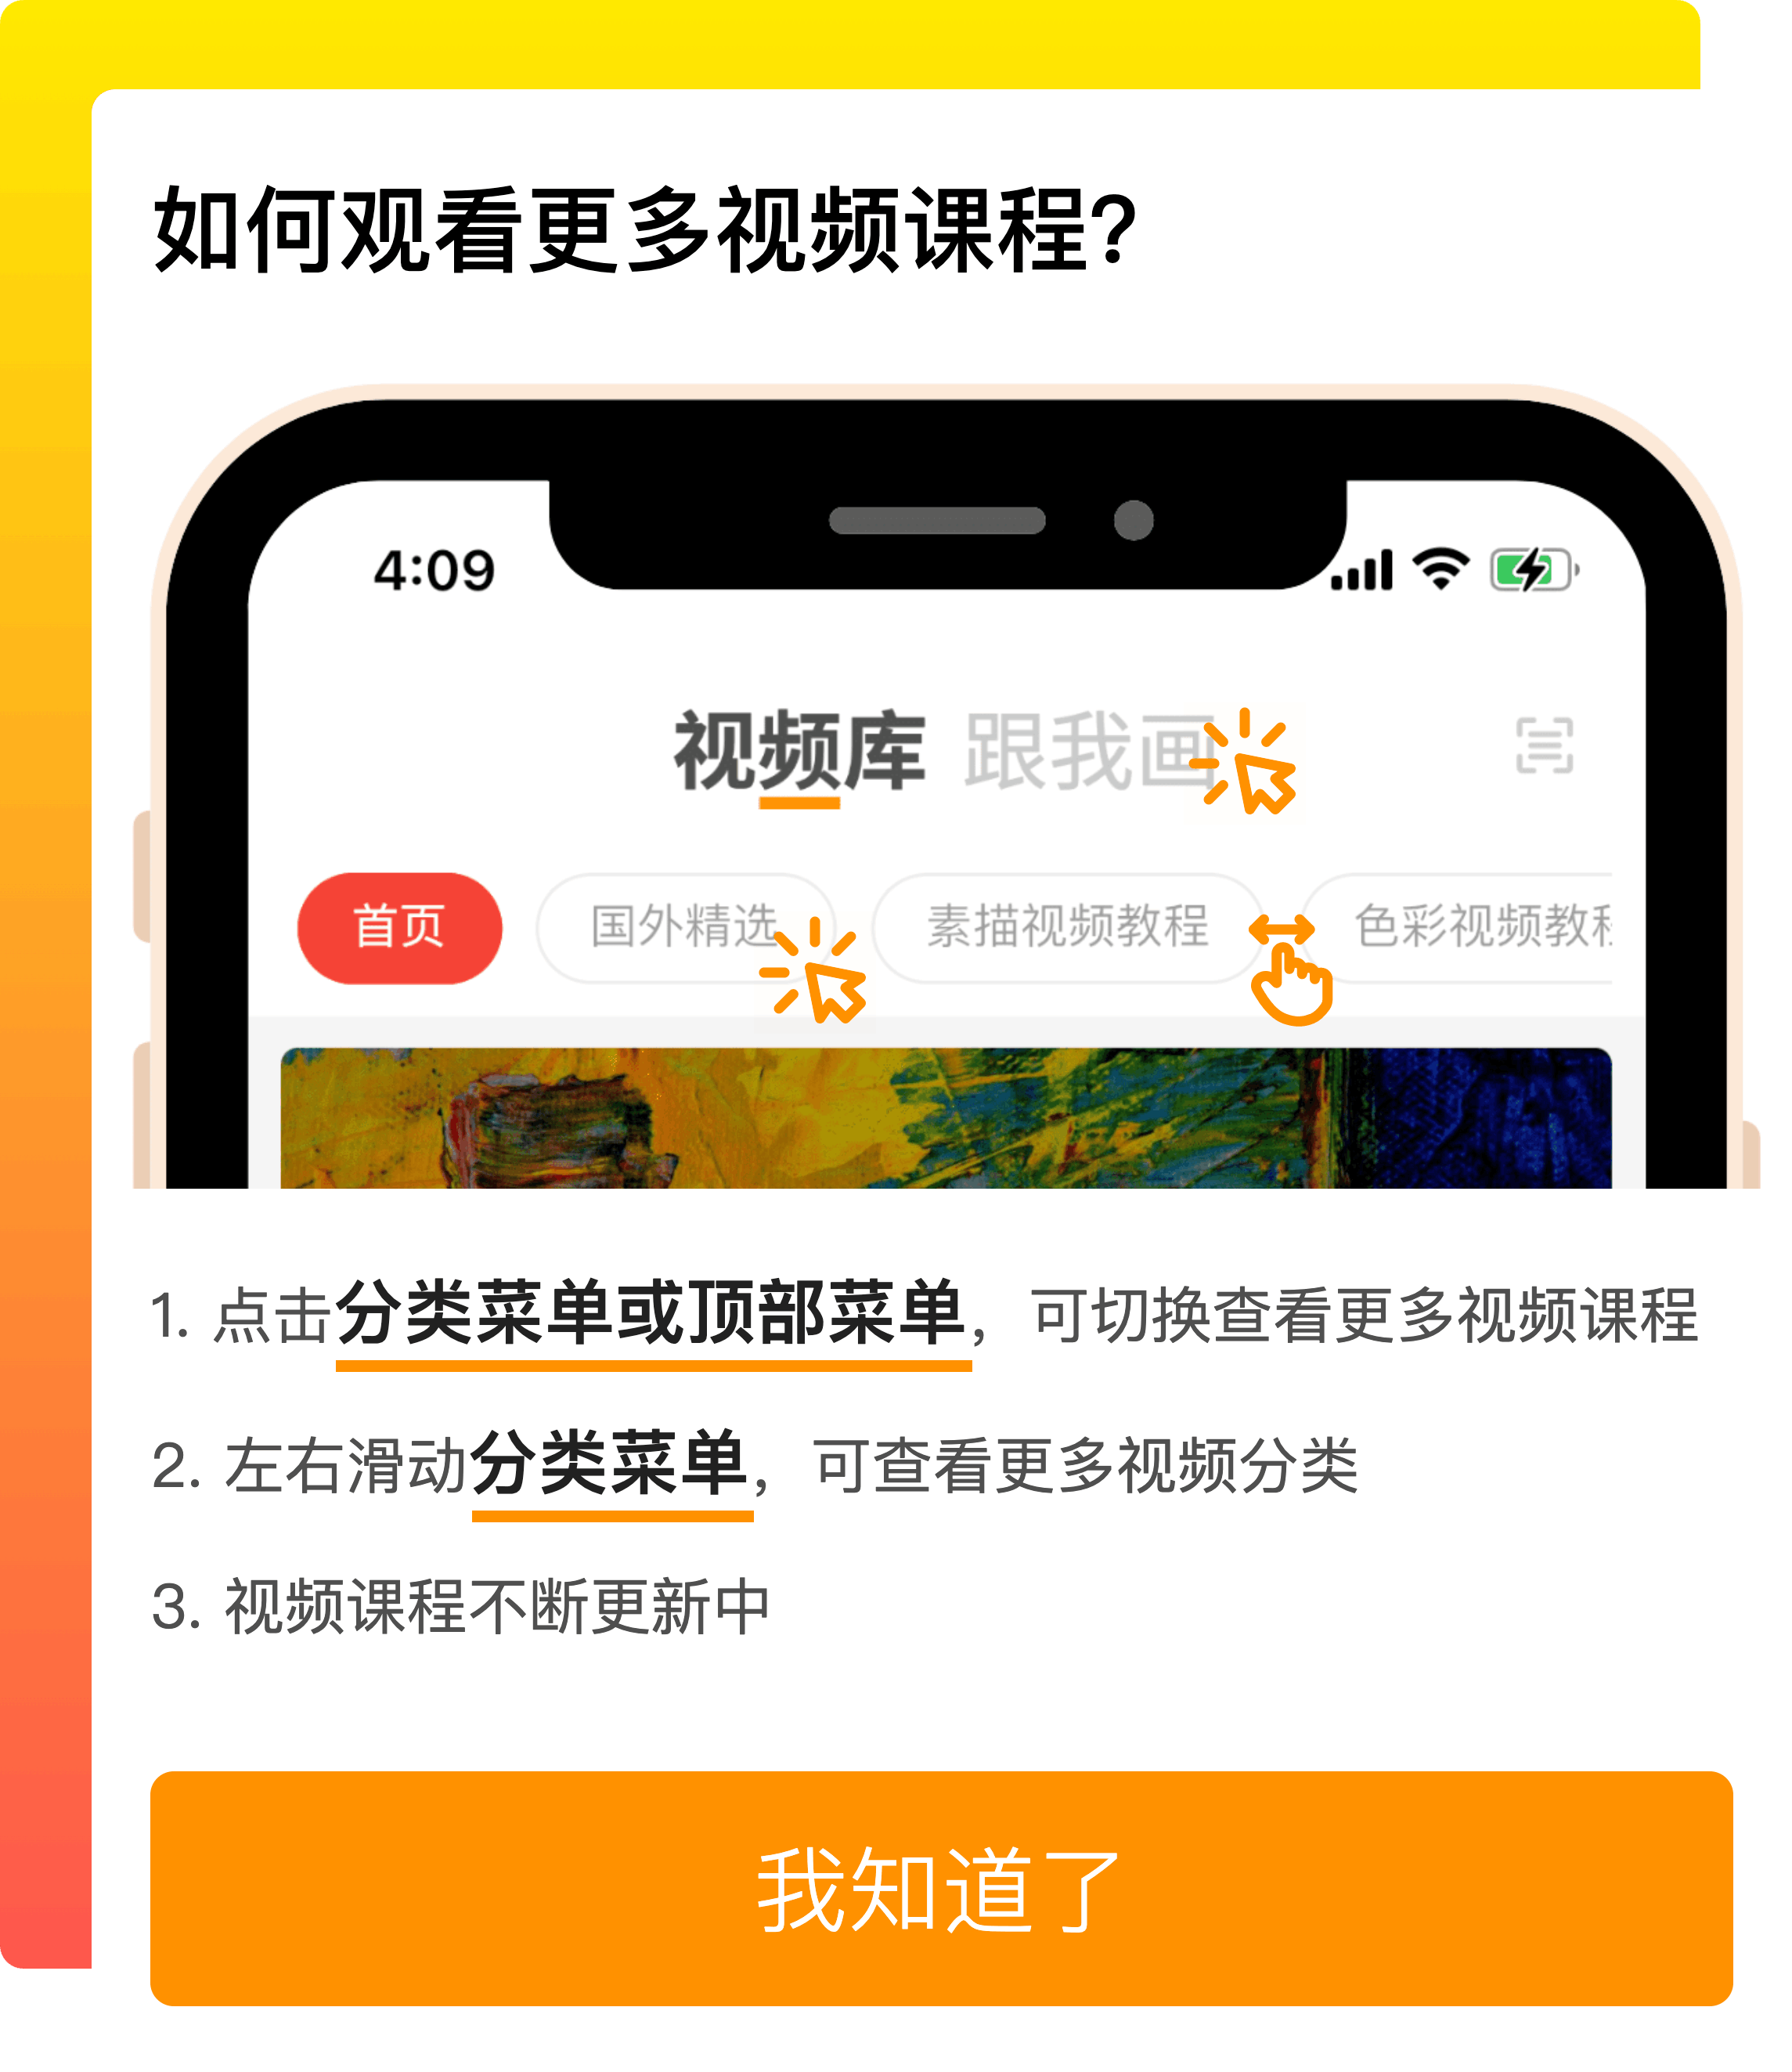 如何观看更多视频课程?
4:09
视频库 跟我画
首页 国外精选 素描视频教程 色彩视频教
1. 点击分类菜单或顶部菜单，可切换查看更多视频课程
2. 左右滑动分类菜单，可查看更多视频分类
3. 视频课程不断更新中
我知道了